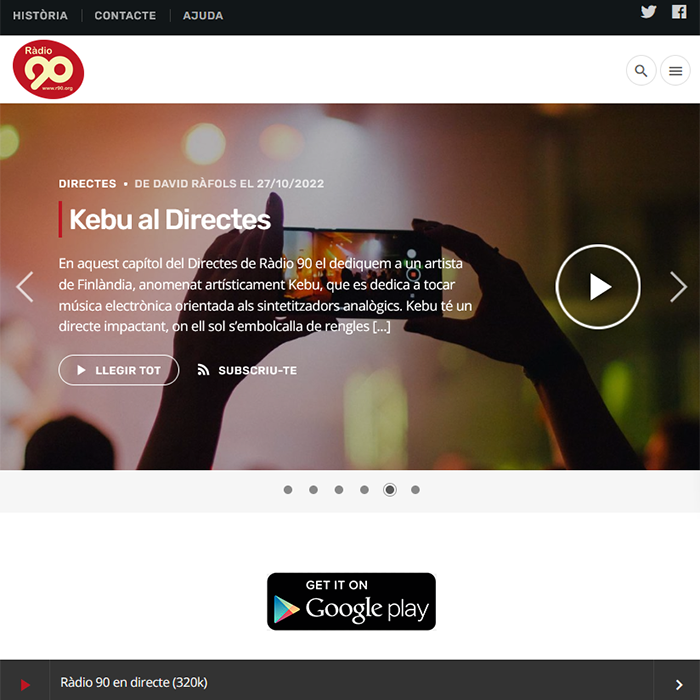 HISTÒRIA CONTACTE AJUDA
Ràdio
90
www.r90.org
DIRECTES • DE DAVID RÀFOLS EL 27/10/2022
Kebu al Directes
En aquest capítol del Directes de Ràdio 90 el dediquem a un artista
de Finlàndia, anomenat artísticament Kebu, que es dedica a tocar
música electrònica orientada als sintetitzadors analògics. Kebu té un
directe impactant, on ell sol s’embolcalla de rengles [...]
LLEGIR TOT SUBSCRIU-TE
GET IT ON
Google play
Ràdio 90 en directe (320k)